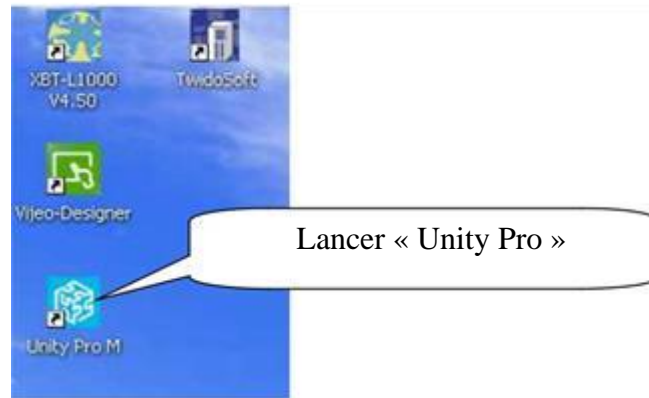 XBT-L1000
V4.50
TwidoSoft
Vijeo-Designer
Lancer « Unity Pro »
Unity Pro M